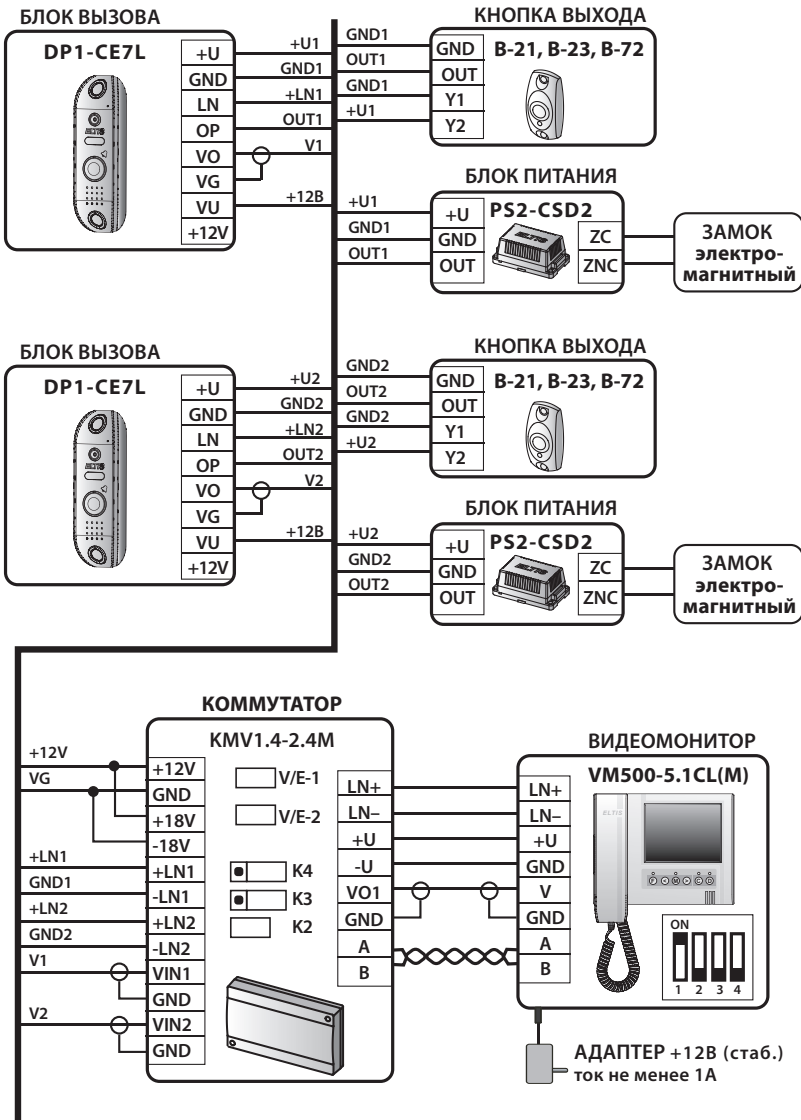 БЛОК ВЫЗОВА
DP1-CE7L
ELTIS
+U
GND
LN
OP
VO
VG
VU
+12V
+U1
GND1
+LN1
OUT1
V1
+12В
КНОПКА ВЫХОДА
B-21, B-23, B-72
GND1
OUT1
GND1
+U1
GND
OUT
Y1
Y2
БЛОК ПИТАНИЯ
PS2-CSD2
ELTIS
+U1
GND1
OUT1
+U
GND
OUT
ZC
ZNC
ЗАМОК
электро-
магнитный
БЛОК ВЫЗОВА
DP1-CE7L
ELTIS
+U
GND
LN
OP
VO
VG
VU
+12V
+U2
GND2
+LN2
OUT2
V2
+12В
КНОПКА ВЫХОДА
B-21, B-23, B-72
GND2
OUT2
GND2
+U2
GND
OUT
Y1
Y2
БЛОК ПИТАНИЯ
PS2-CSD2
ELTIS
+U2
GND2
OUT2
+U
GND
OUT
ZC
ZNC
ЗАМОК
электро-
магнитный
КОММУТАТОР
KMV1.4-2.4M
+12V
VG
+LN1
GND1
+LN2
GND2
V1
V2
+12V
GND
+18V
-18V
+LN1
-LN1
+LN2
-LN2
VIN1
GND
VIN2
GND
V/E-1
V/E-2
K4
K3
K2
LN+
LN–
+U
-U
VO1
GND
A
B
ВИДЕОМОНИТОР
VM500-5.1CL(M)
LN+
LN–
+U
GND
V
GND
A
B
ELTIS
ON
1 2 3 4
АДАПТЕР +12В (стаб.)
ток не менее 1А